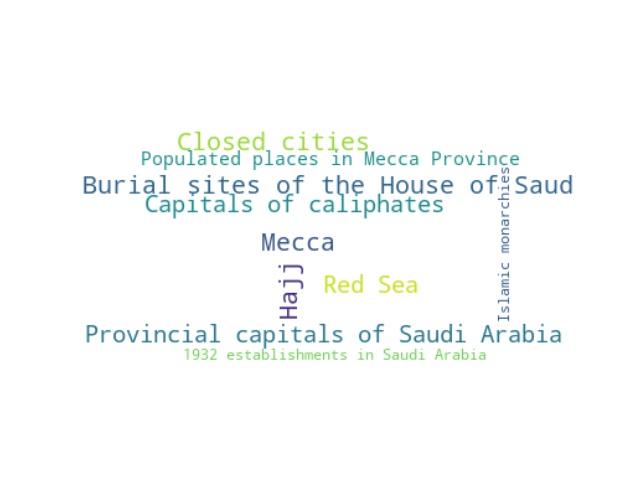 Closed cities
Populated places in Mecca Province
Burial sites of the House of Saud
Capitals of caliphates
Islamic monarchies
Mecca
Hajj
Red Sea
Provincial capitals of Saudi Arabia
1932 establishments in Saudi Arabia